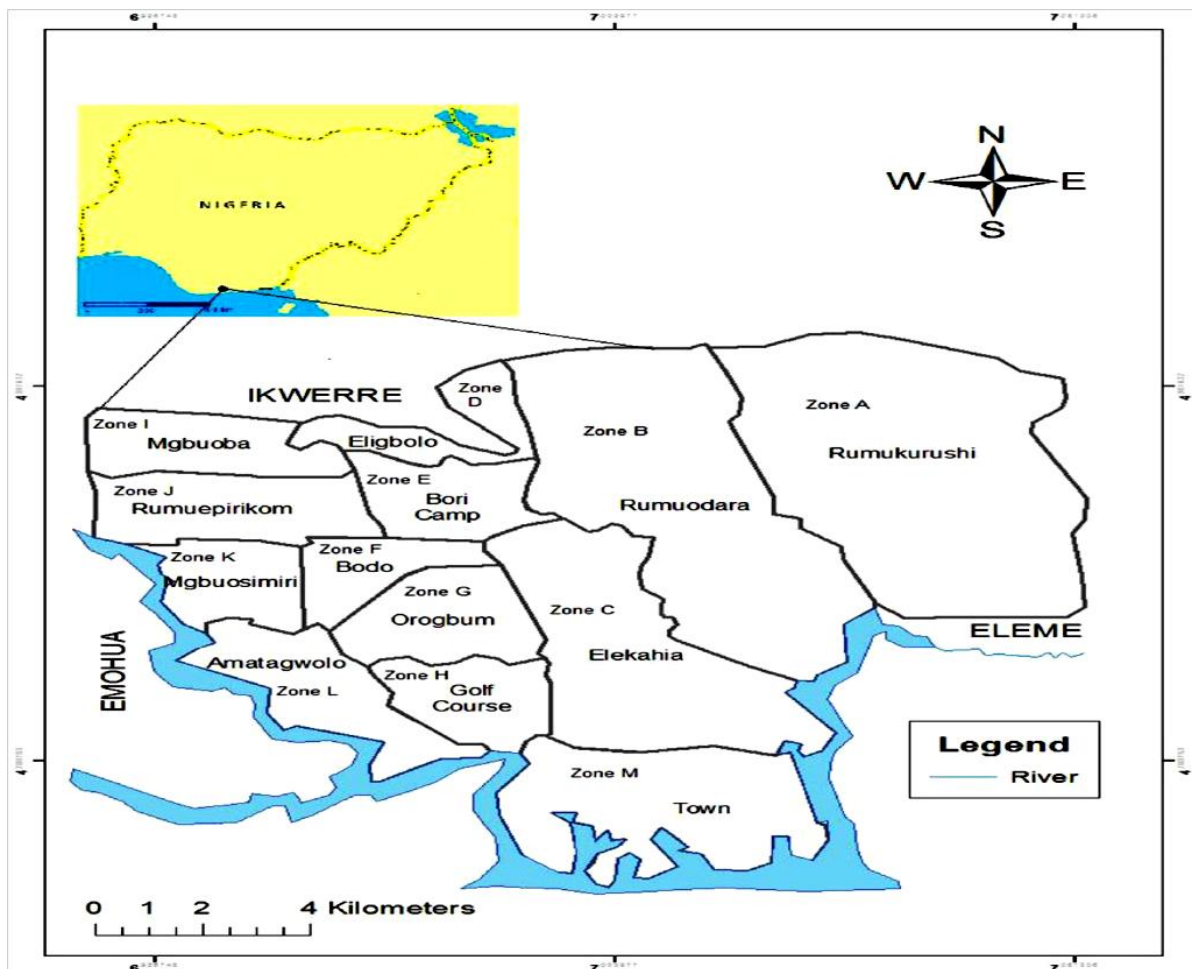 NIGERIA
N
W E
S
IKWERRE
Zone
D
Zone A
Rumukurushi
Zone B
Rumuodara
Zone I
Mgbuoba
Eligbolo
Zone E
Bori
Camp
Zone J
Rumuepirikom
Zone K
Mgbuosimiri
Zone F
Bodo
Zone G
Orogbum
Zone C
Elekahia
ELEME
EMOHUA
Amatagwolo
Zone L
Zone H
Golf
Course
Zone M
Town
Legend
River
0 1 2 4 Kilometers